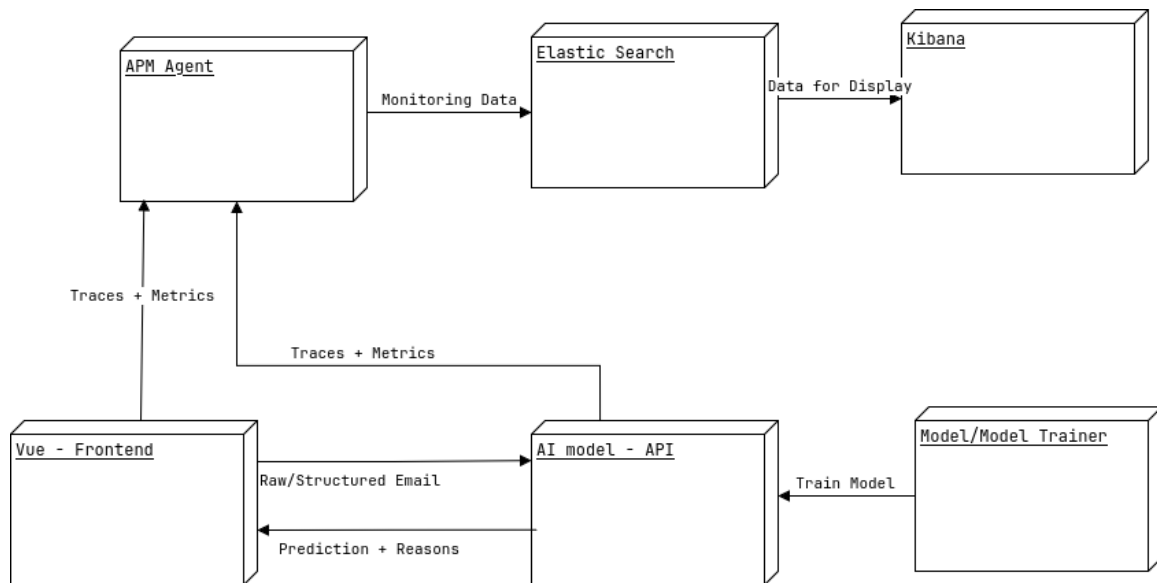 APM Agent
Elastic Search
Kibana
Monitoring Data
Data for Display
Traces + Metrics
Traces + Metrics
Vue - Frontend
AI model - API
Model/Model Trainer
Raw/Structured Email
Train Model
Prediction + Reasons